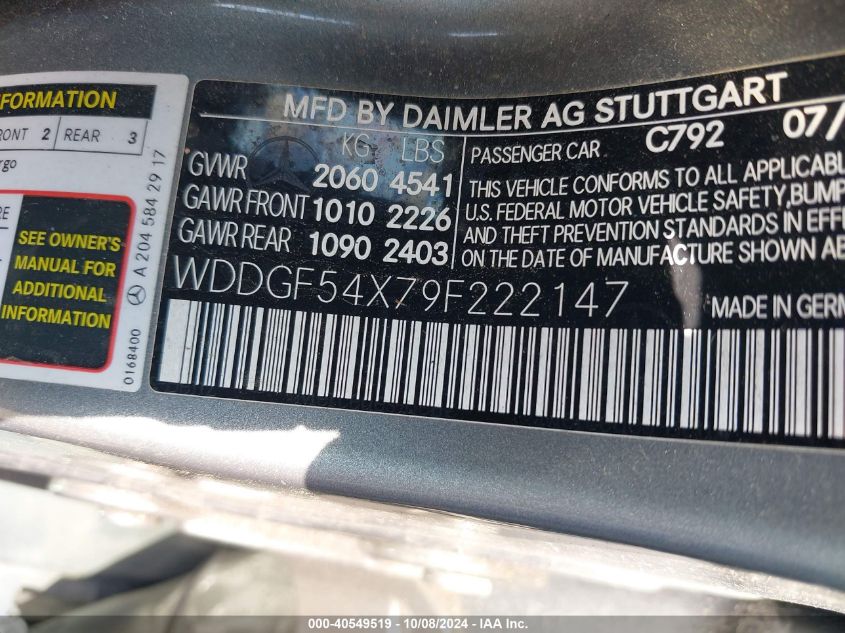 FORMATION
RONT 2 REAR 3
rgo
RE
SEE OWNER'S
MANUAL FOR
ADDITIONAL
INFORMATION
A 204 584 29 17
0168400
MFD BY DAIMLER AG STUTTGART
KG LBS
GVWR 2060 4541
GAWR FRONT 1010 2226
GAWR REAR 1090 2403
PASSENGER CAR C792 07/
THIS VEHICLE CONFORMS TO ALL APPLICABL
U.S. FEDERAL MOTOR VEHICLE SAFETY, BUMP
AND THEFT PREVENTION STANDARDS IN EFFE
ON THE DATE OF MANUFACTURE SHOWN AB
WDDGF54X79F222147
MADE IN GERM
000-40549519 - 10/08/2024 - IAA Inc.